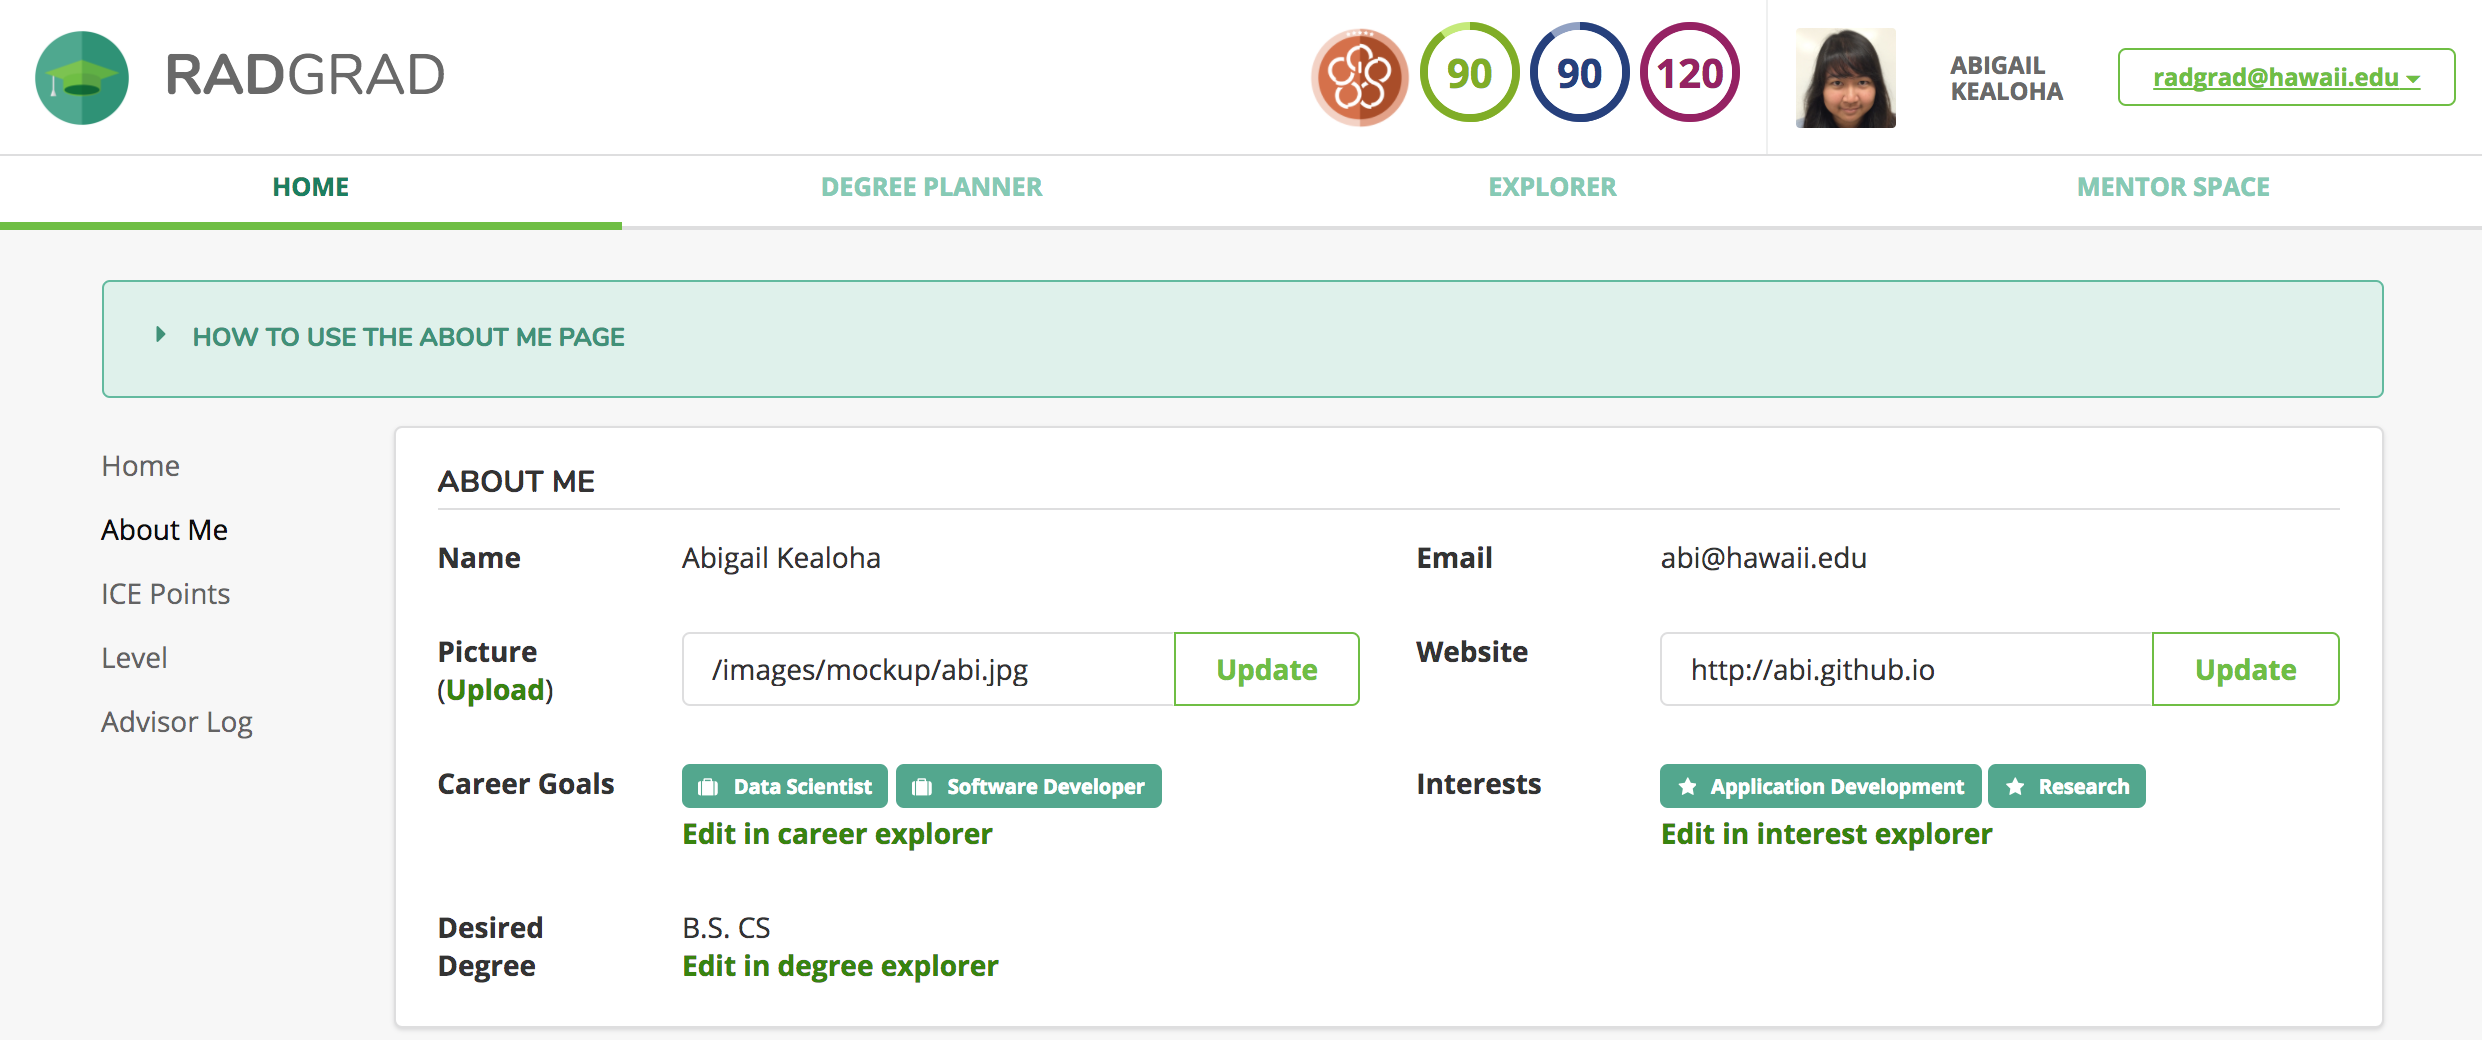 RADGRAD
90
90
120
ABIGAIL
KEALOHA
radgrad@hawaii.edu
HOME
DEGREE PLANNER
EXPLORER
MENTOR SPACE
HOW TO USE THE ABOUT ME PAGE
Home
About Me
ICE Points
Level
Advisor Log
ABOUT ME
Name
Abigail Kealoha
Email
abi@hawaii.edu
Picture
(Upload)
/images/mockup/abi.jpg
Update
Website
http://abi.github.io
Update
Career Goals
Data Scientist
Software Developer
Edit in career explorer
Interests
Application Development
Research
Edit in interest explorer
Desired
Degree
B.S. CS
Edit in degree explorer